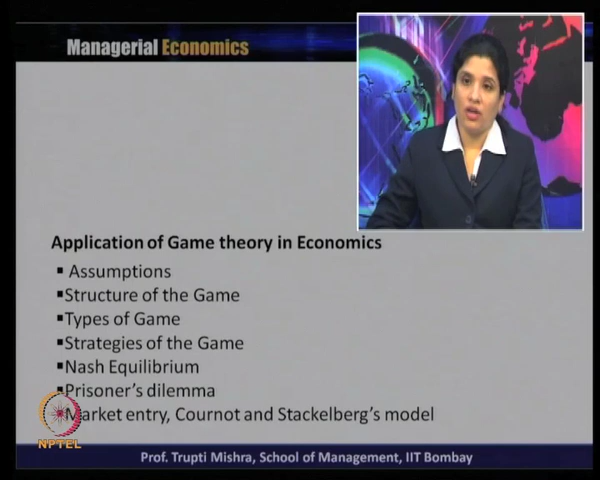 Managerial Economics
Application of Game theory in Economics
▪ Assumptions
▪Structure of the Game
▪Types of Game
▪Strategies of the Game
▪Nash Equilibrium
▪Prisoner's dilemma
▪Market entry, Cournot and Stackelberg's model
NPTEL
Prof. Trupti Mishra, School of Management, IIT Bombay